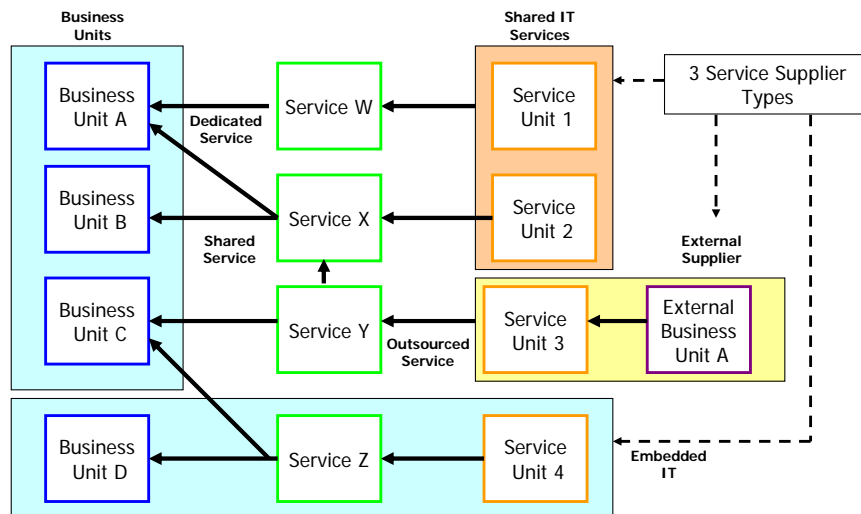 Business
Units
Shared IT
Services
Business
Unit A
Dedicated
Service
Service W
Service
Unit 1
3 Service Supplier
Types
Business
Unit B
Shared
Service
Service X
Service
Unit 2
External
Supplier
Business
Unit C
Service Y
Outsourced
Service
Service
Unit 3
External
Business
Unit A
Business
Unit D
Service Z
Service
Unit 4
Embedded
IT